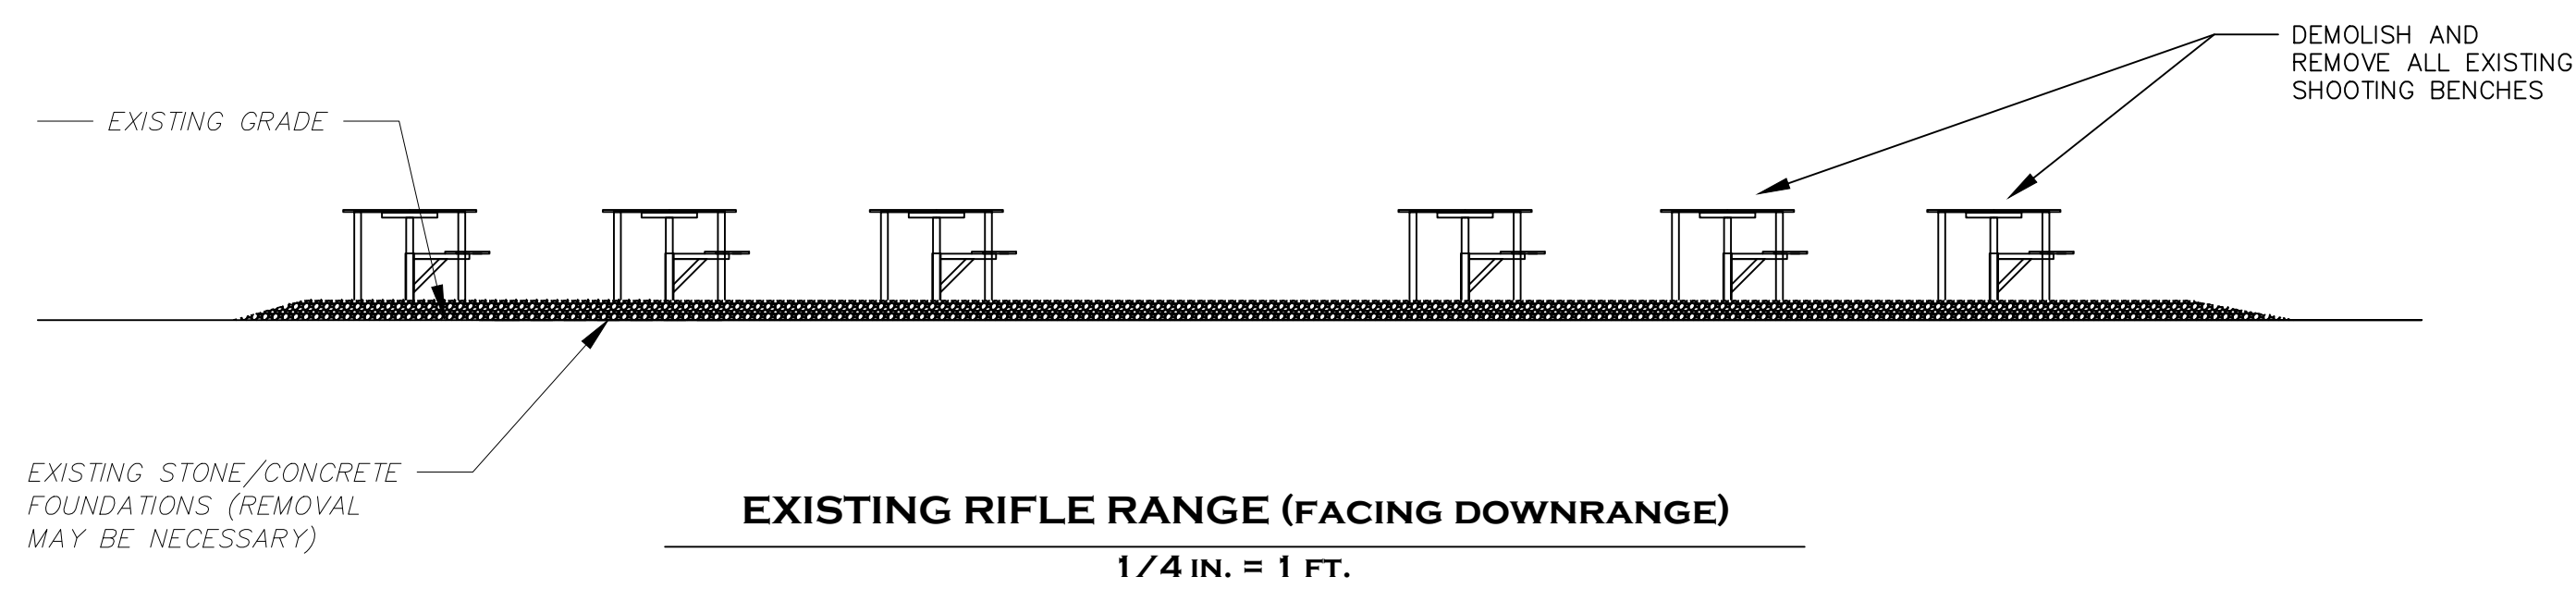 DEMOLISH AND
REMOVE ALL EXISTING
SHOOTING BENCHES
EXISTING GRADE
EXISTING STONE/CONCRETE
FOUNDATIONS (REMOVAL
MAY BE NECESSARY)
EXISTING RIFLE RANGE (FACING DOWNRANGE)
1/4 IN. = 1 FT.